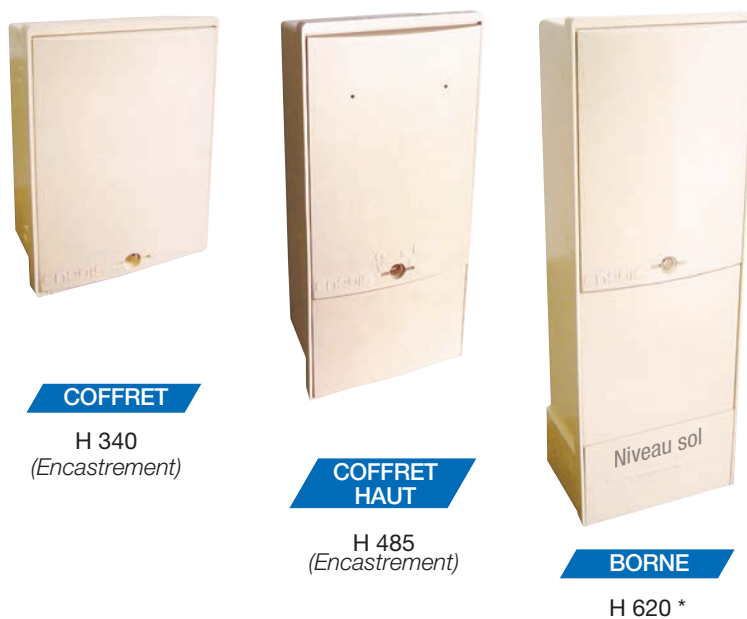 COFFRET
H 340
(Encastrement)
COFFRET
HAUT
H 485
(Encastrement)
Niveau sol
BORNE
H 620 *